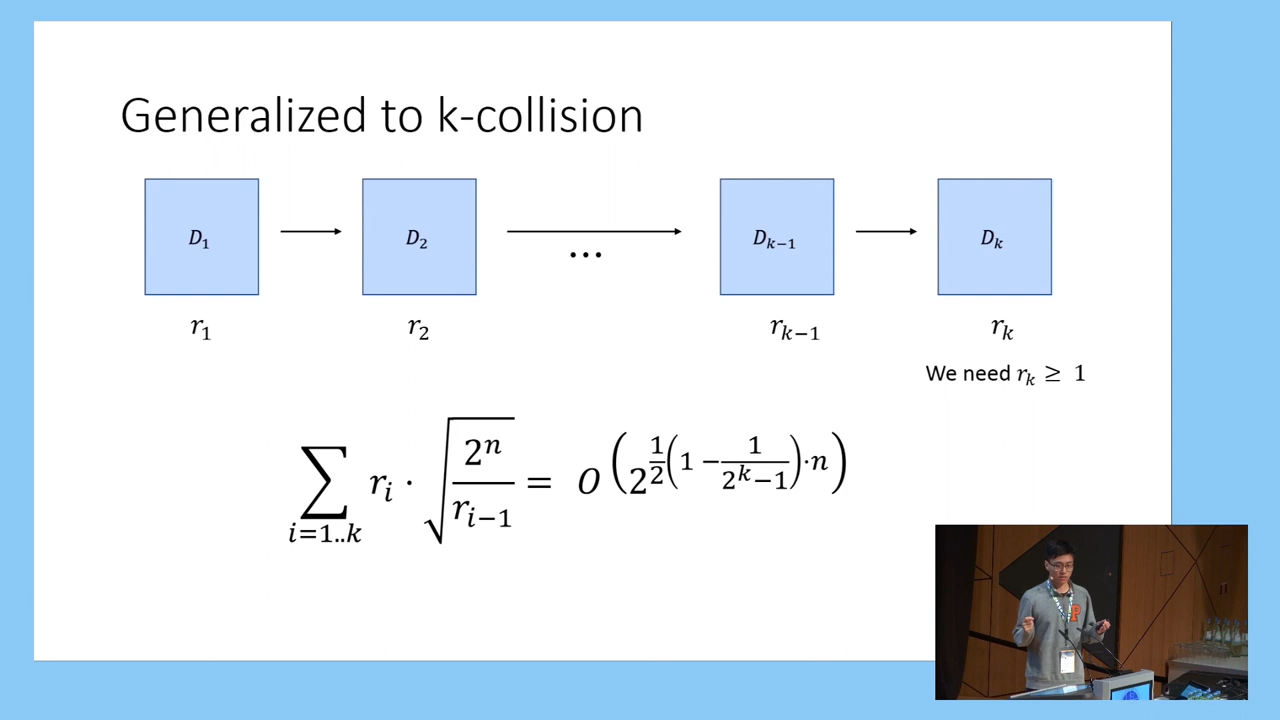 Generalized to k-collision
D₁ D₂ ... Dₖ₋₁ Dₖ
r₁ r₂ rₖ₋₁ rₖ
We need rₖ ≥ 1
∑_{i=1..k} rᵢ · √(2ⁿ / rᵢ₋₁) = O(2^{1/2(1 − 1/(2^k−1))·n})
P